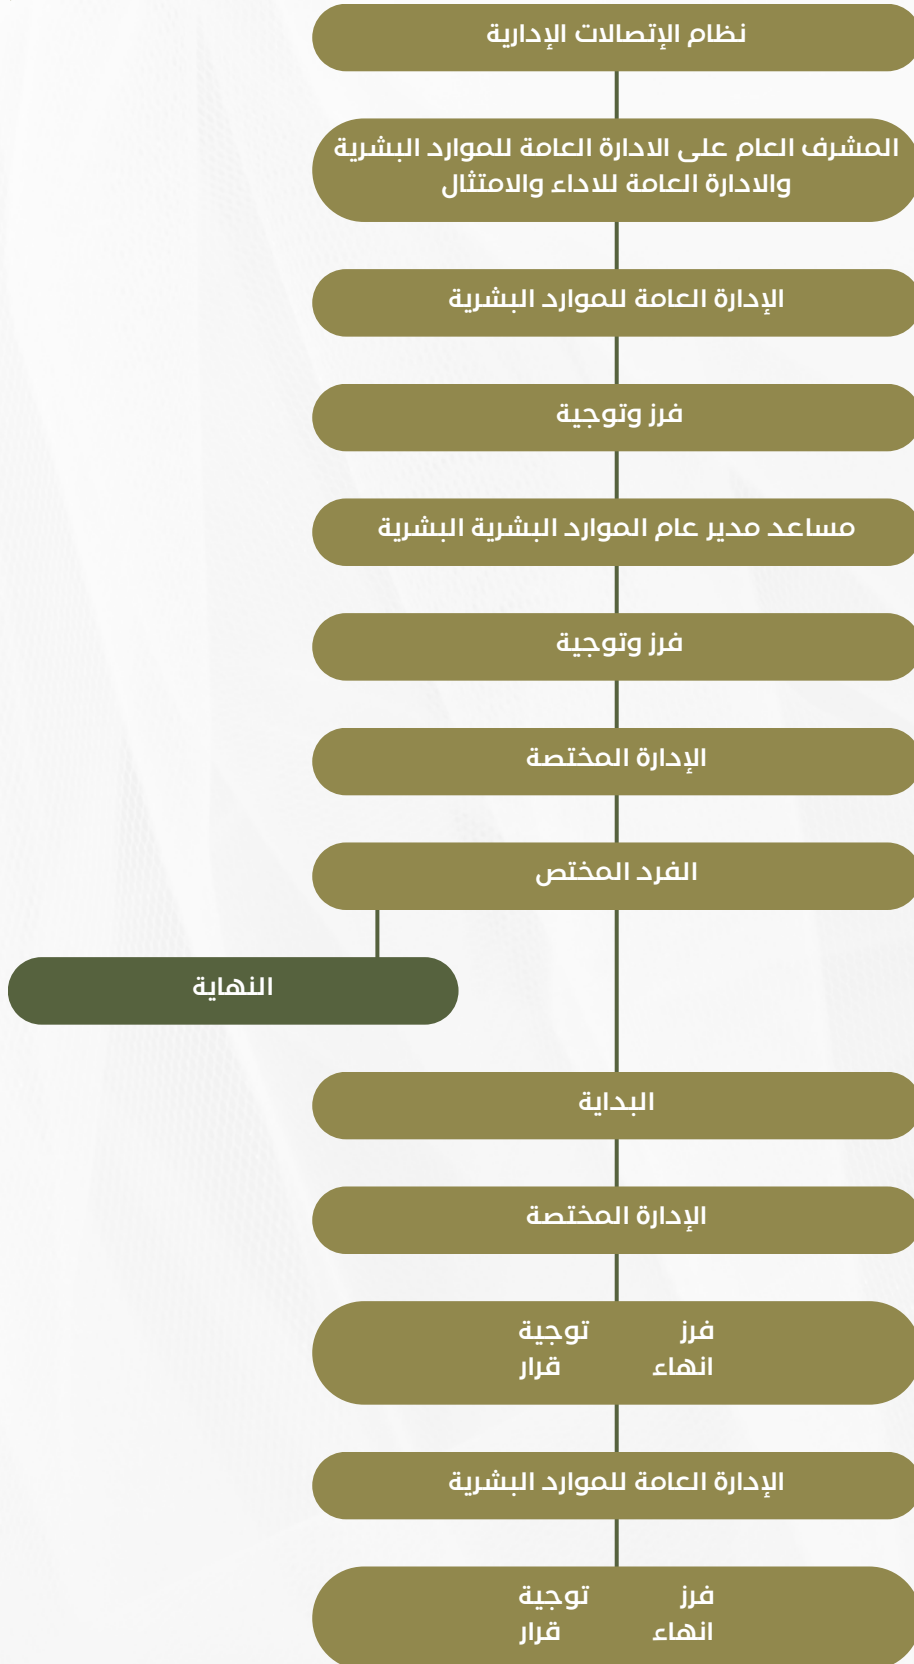 نظام الإتصالات الإدارية
المشرف العام على الادارة العامة للموارد البشرية
والادارة العامة للاداء والامتثال
الإدارة العامة للموارد البشرية
فرز وتوجية
مساعد مدير عام الموارد البشرية البشرية
فرز وتوجية
الإدارة المختصة
الفرد المختص
النهاية
البداية
الإدارة المختصة
فرز توجية
انهاء قرار
الإدارة العامة للموارد البشرية
فرز توجية
انهاء قرار